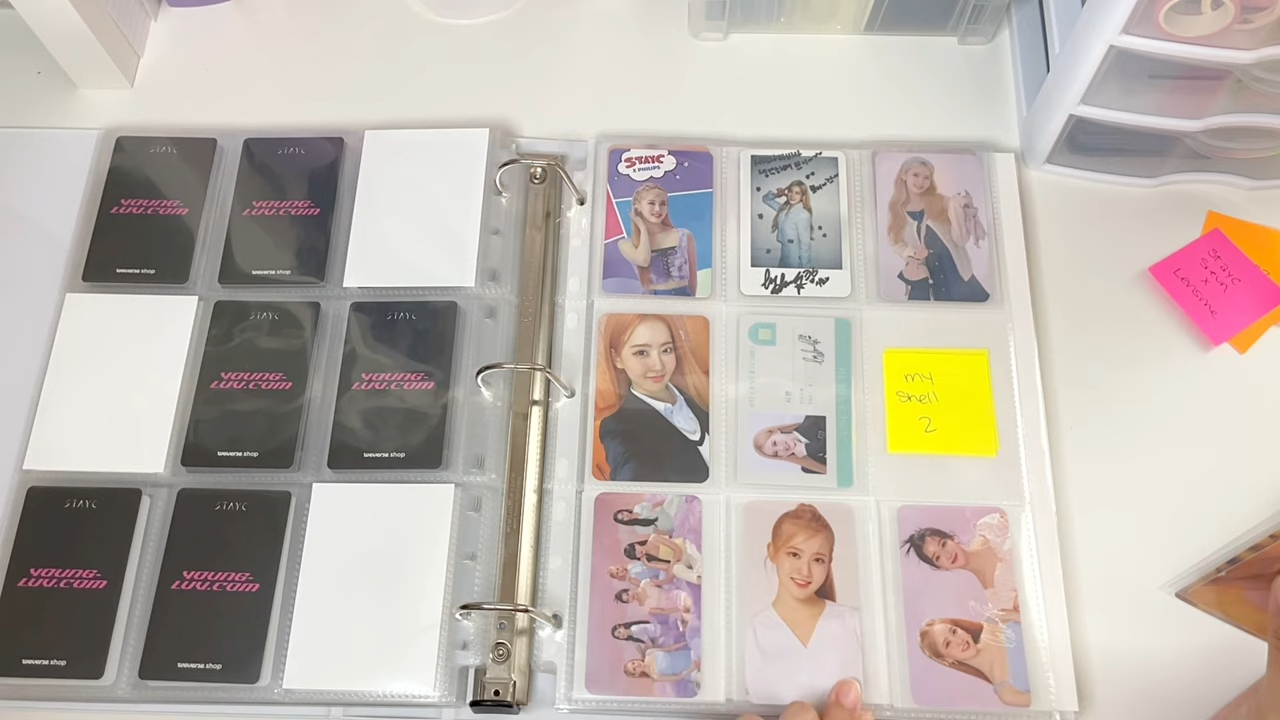 STAYC
YOUNG-
LUV.COM
weverse shop
STAYC
YOUNG-
LUV.COM
weverse shop
STAYC
YOUNG-
LUV.COM
weverse shop
STAYC
YOUNG-
LUV.COM
weverse shop
STAYC
YOUNG-
LUV.COM
weverse shop
STAYC
YOUNG-
LUV.COM
weverse shop
STAYC
X PHILIPS
my
shell
2
Stayc
Sieun
x
Lensme